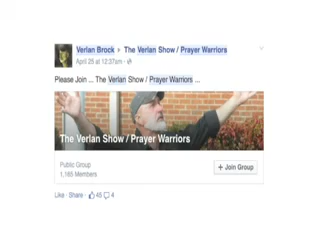 Verlan Brock ▸ The Verlan Show / Prayer Warriors
April 25 at 12:37am ·
Please Join ... The Verlan Show / Prayer Warriors ...
The Verlan Show / Prayer Warriors
Public Group
1,165 Members
+ Join Group
Like · Share · 45 4